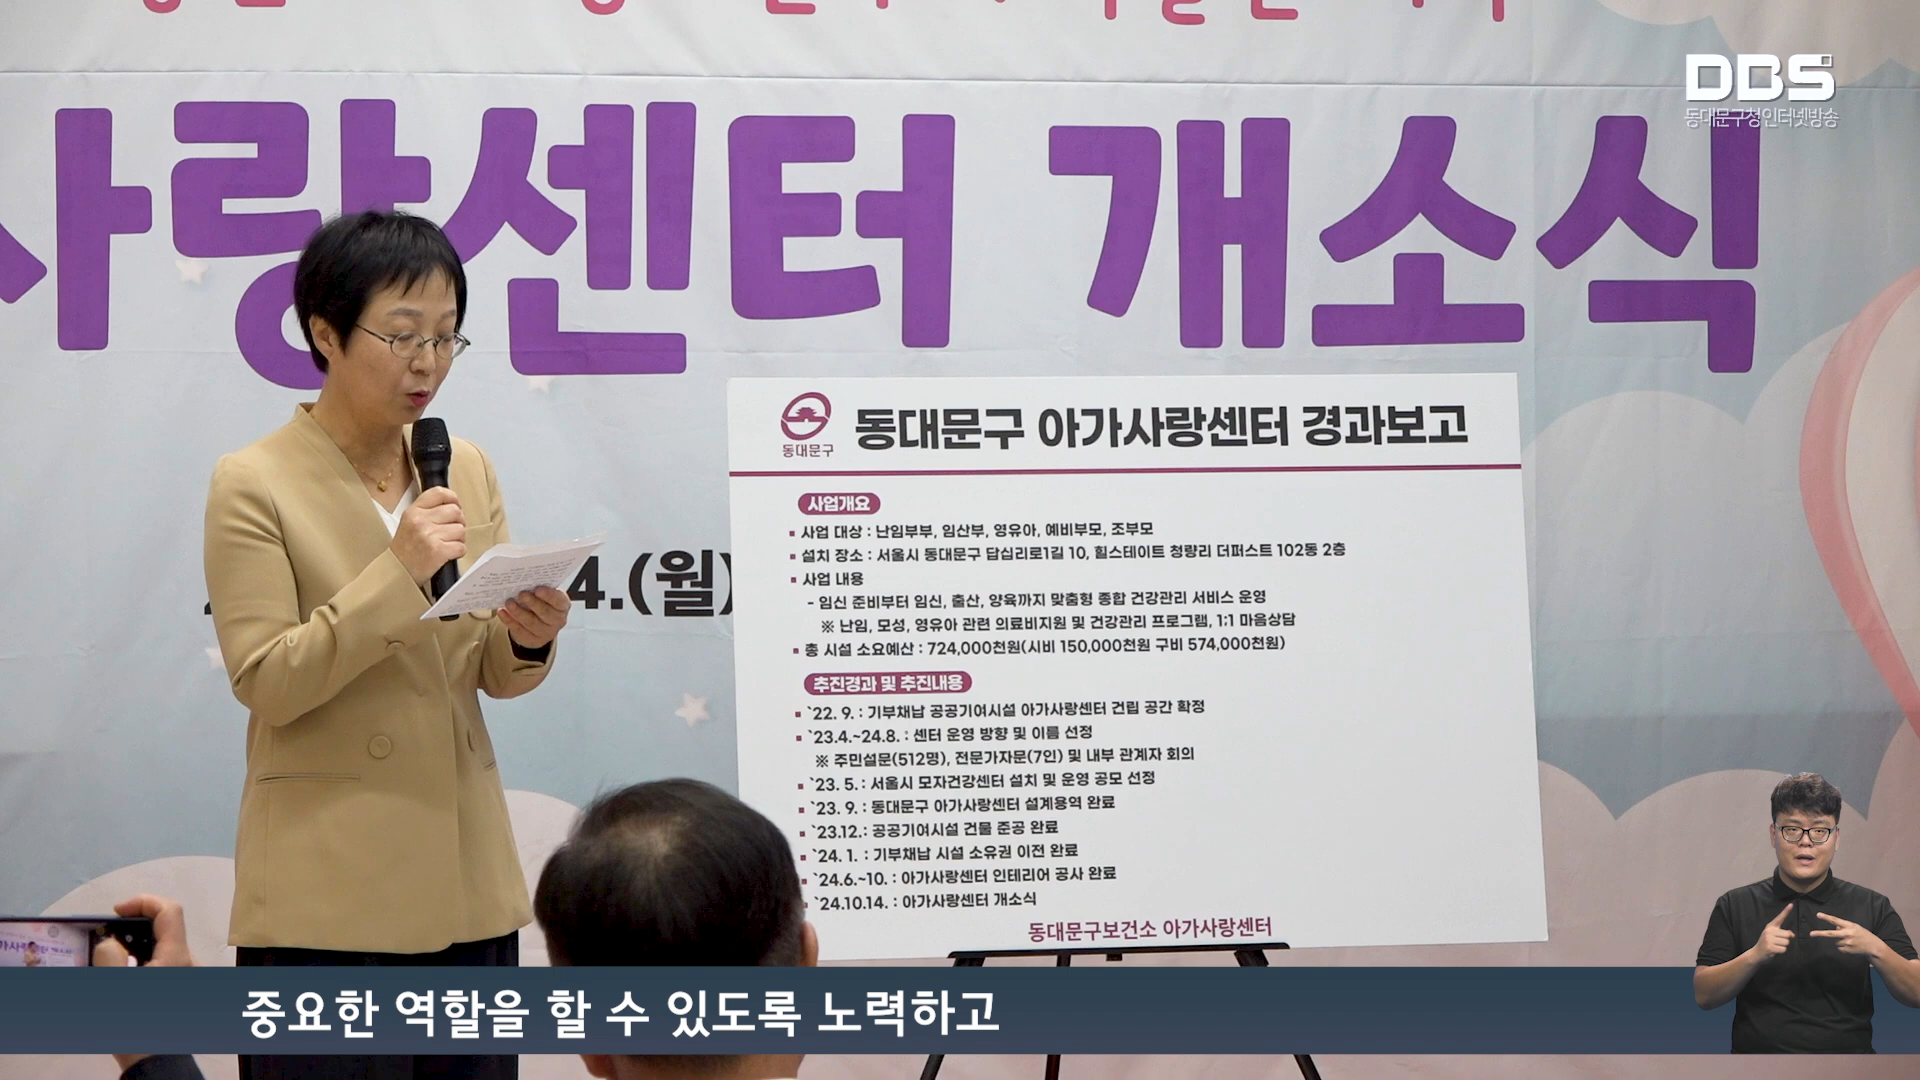 DBS
동대문구청인터넷방송
사랑센터 개소식
4.(월)
동대문구
동대문구 아가사랑센터 경과보고
사업개요
▪ 사업 대상 : 난임부부, 임산부, 영유아, 예비부모, 조부모
▪ 설치 장소 : 서울시 동대문구 답십리로1길 10, 힐스테이트 청량리 더퍼스트 102동 2층
▪ 사업 내용
- 임신 준비부터 임신, 출산, 양육까지 맞춤형 종합 건강관리 서비스 운영
※ 난임, 모성, 영유아 관련 의료비지원 및 건강관리 프로그램, 1:1 마음상담
▪ 총 시설 소요예산 : 724,000천원(시비 150,000천원 구비 574,000천원)
추진경과 및 추진내용
▪ `22. 9. : 기부채납 공공기여시설 아가사랑센터 건립 공간 확정
▪ `23.4.~24.8. : 센터 운영 방향 및 이름 선정
※ 주민설문(512명), 전문가자문(7인) 및 내부 관계자 회의
▪ `23. 5. : 서울시 모자건강센터 설치 및 운영 공모 선정
▪ `23. 9. : 동대문구 아가사랑센터 설계용역 완료
▪ `23.12.: 공공기여시설 건물 준공 완료
▪ `24. 1. : 기부채납 시설 소유권 이전 완료
▪ `24.6.~10. : 아가사랑센터 인테리어 공사 완료
▪ `24.10.14. : 아가사랑센터 개소식
동대문구보건소 아가사랑센터
중요한 역할을 할 수 있도록 노력하고